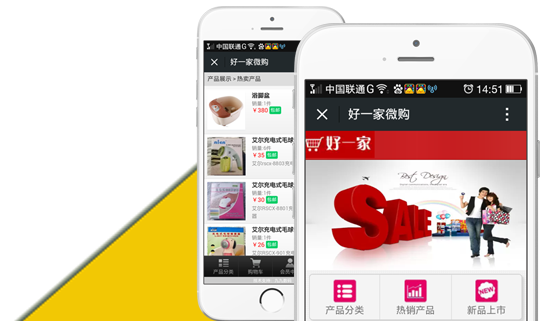 中国联通G
好一家微购
产品展示 > 热卖产品
浴脚盆
销量:1件
￥380 包邮
艾尔充电式毛球
销量:6件
￥35 包邮
艾尔充电式毛球
销量:1件
￥30 包邮
艾尔充电式毛球
销量:1件
￥26 包邮
产品分类
购物车
会员中
中国联通G
14:51
好一家微购
好一家
Best Design
SALE
产品分类
热销产品
NEW
新品上市